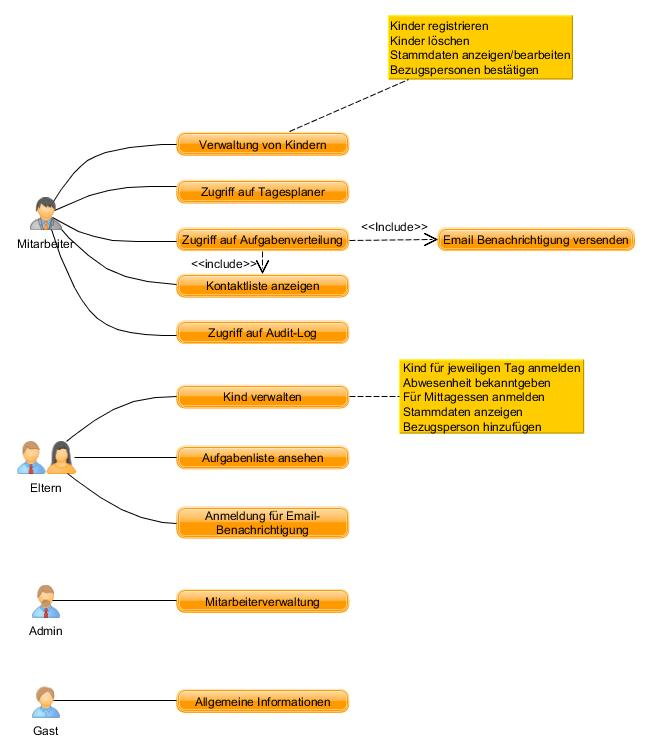 Kinder registrieren
Kinder löschen
Stammdaten anzeigen/bearbeiten
Bezugspersonen bestätigen
Verwaltung von Kindern
Zugriff auf Tagesplaner
Mitarbeiter
Zugriff auf Aufgabenverteilung
<<Include>>
Email Benachrichtigung versenden
<<include>>
Kontaktliste anzeigen
Zugriff auf Audit-Log
Kind verwalten
Kind für jeweiligen Tag anmelden
Abwesenheit bekanntgeben
Für Mittagessen anmelden
Stammdaten anzeigen
Bezugsperson hinzufügen
Aufgabenliste ansehen
Eltern
Anmeldung für Email-
Benachrichtigung
Mitarbeiterverwaltung
Admin
Allgemeine Informationen
Gast